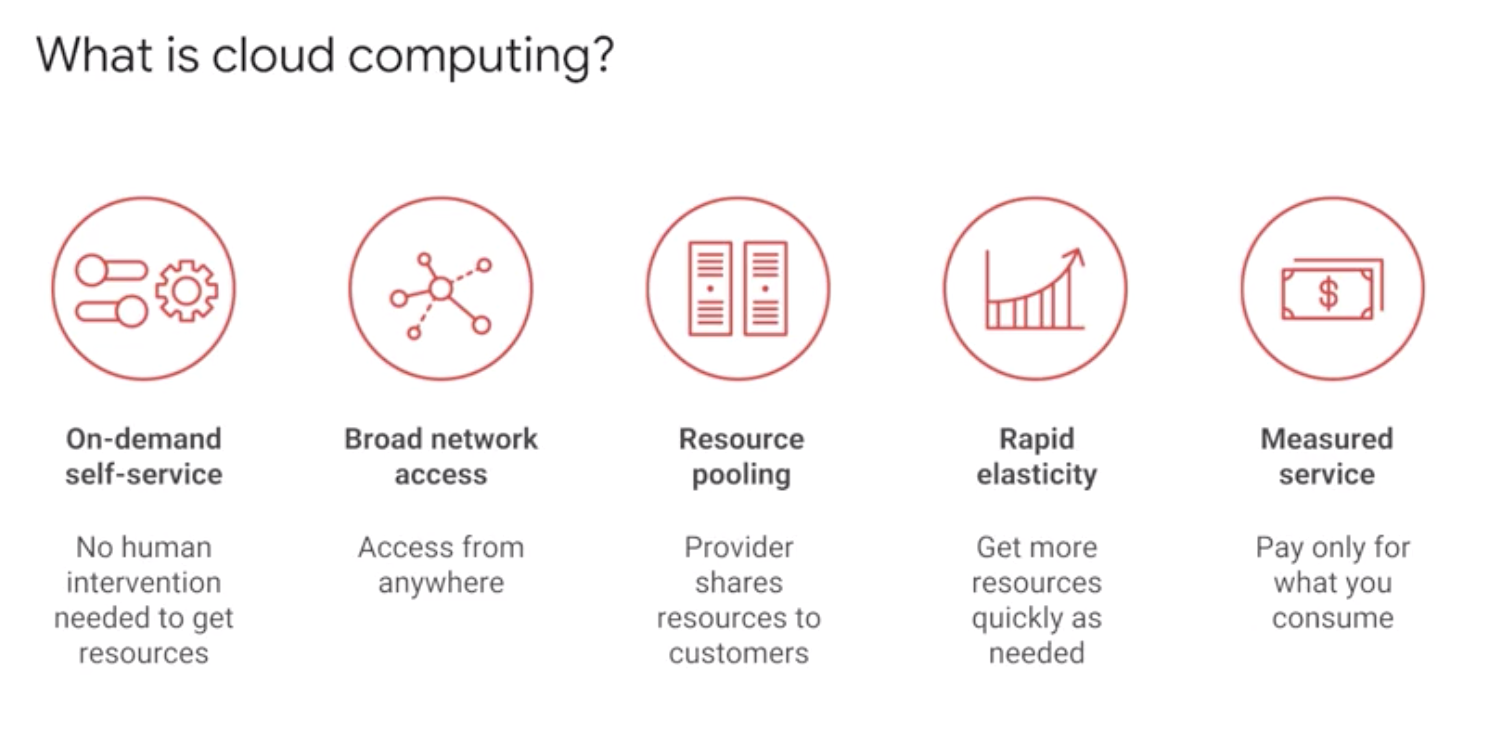 What is cloud computing?
$
On-demand
self-service
No human
intervention
needed to get
resources
Broad network
access
Access from
anywhere
Resource
pooling
Provider
shares
resources to
customers
Rapid
elasticity
Get more
resources
quickly as
needed
Measured
service
Pay only for
what you
consume